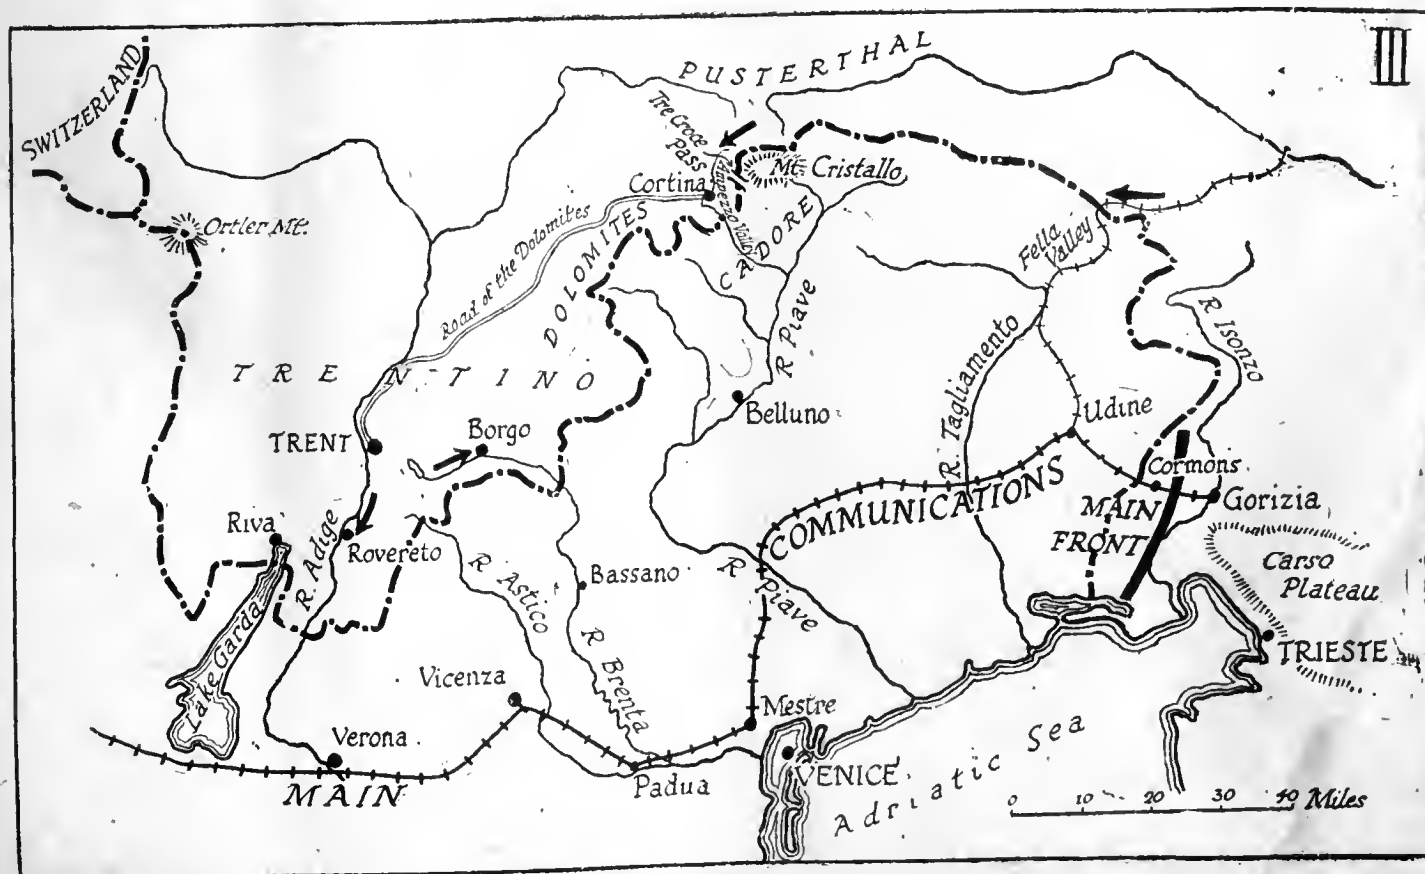 III
PUSTERTHAL
SWITZERLAND
Tre Croce
Pass
Mt. Cristallo
Cortina
Ampezzo Valley
Ortler Mt.
CADORE
Fella
Valley
Road of the Dolomites
DOLOMITES
R Piave
R Isonzo
TRENTINO
R. Tagliamento
Belluno
Udine
TRENT
Borgo
Cormons
COMMUNICATIONS
MAIN
FRONT
Gorizia
Riva
R. Adige
Rovereto
Carso
Plateau
R Astico
Bassano
R Piave
Lake Garda
R Brenta
TRIESTE
Vicenza
Mestre
Verona
Padua
VENICE
MAIN
Adriatic Sea
0 10 20 30 40 Miles